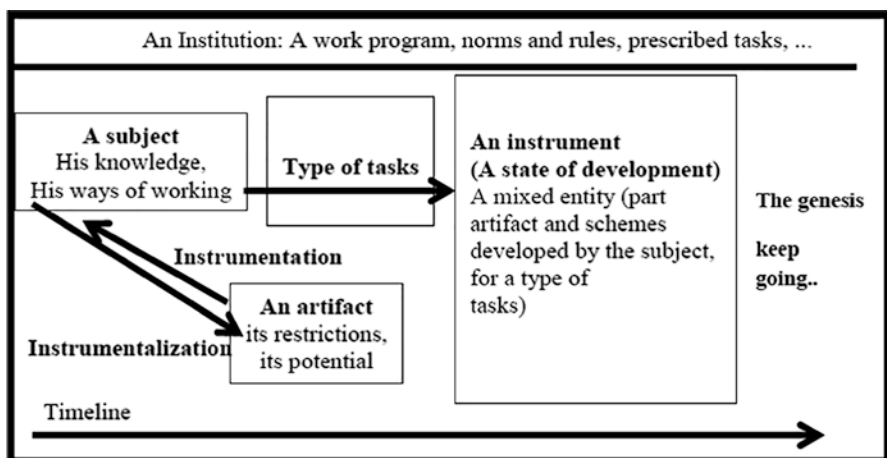 An Institution: A work program, norms and rules, prescribed tasks, ...
A subject
His knowledge,
His ways of working
Type of tasks
An instrument
(A state of development)
A mixed entity (part
artifact and schemes
developed by the subject,
for a type of
tasks)
The genesis
keep
going..
Instrumentation
Instrumentalization
An artifact
its restrictions,
its potential
Timeline